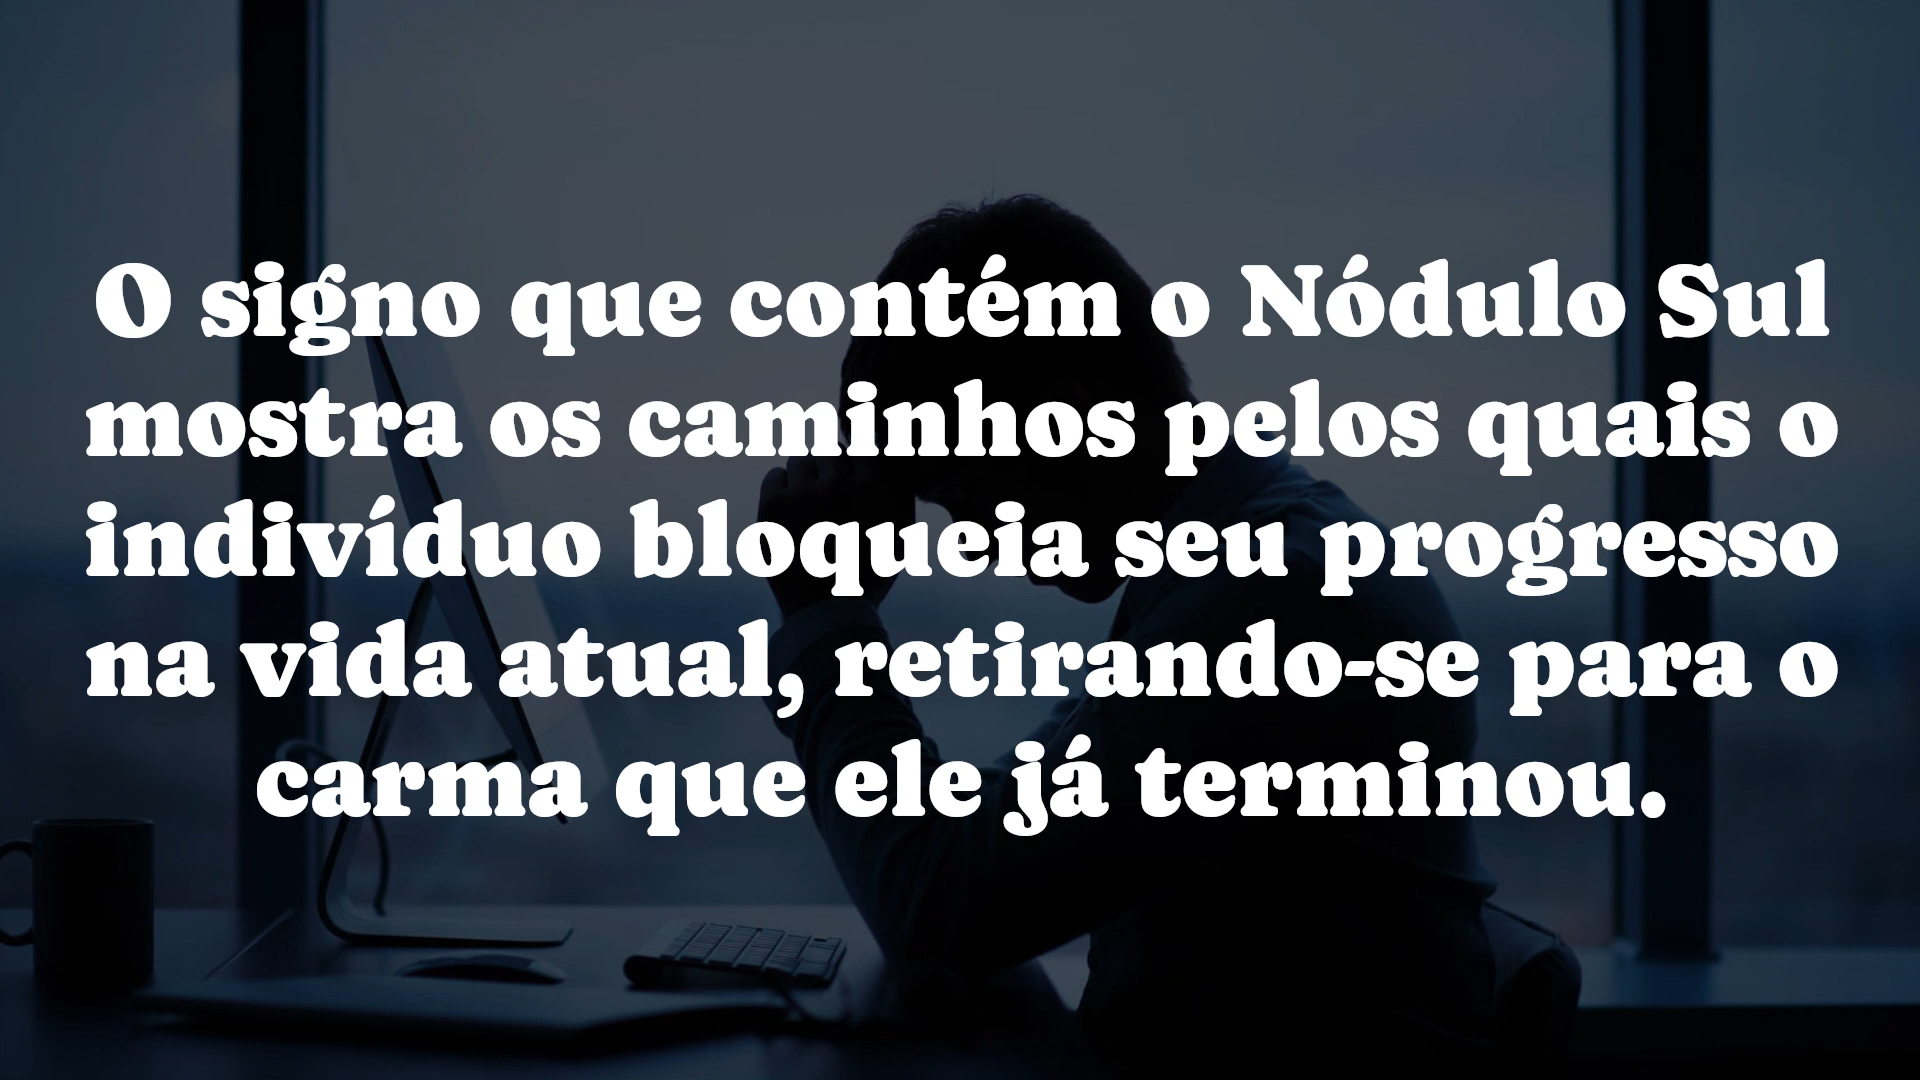 O signo que contém o Nódulo Sul
mostra os caminhos pelos quais o
indivíduo bloqueia seu progresso
na vida atual, retirando-se para o
carma que ele já terminou.